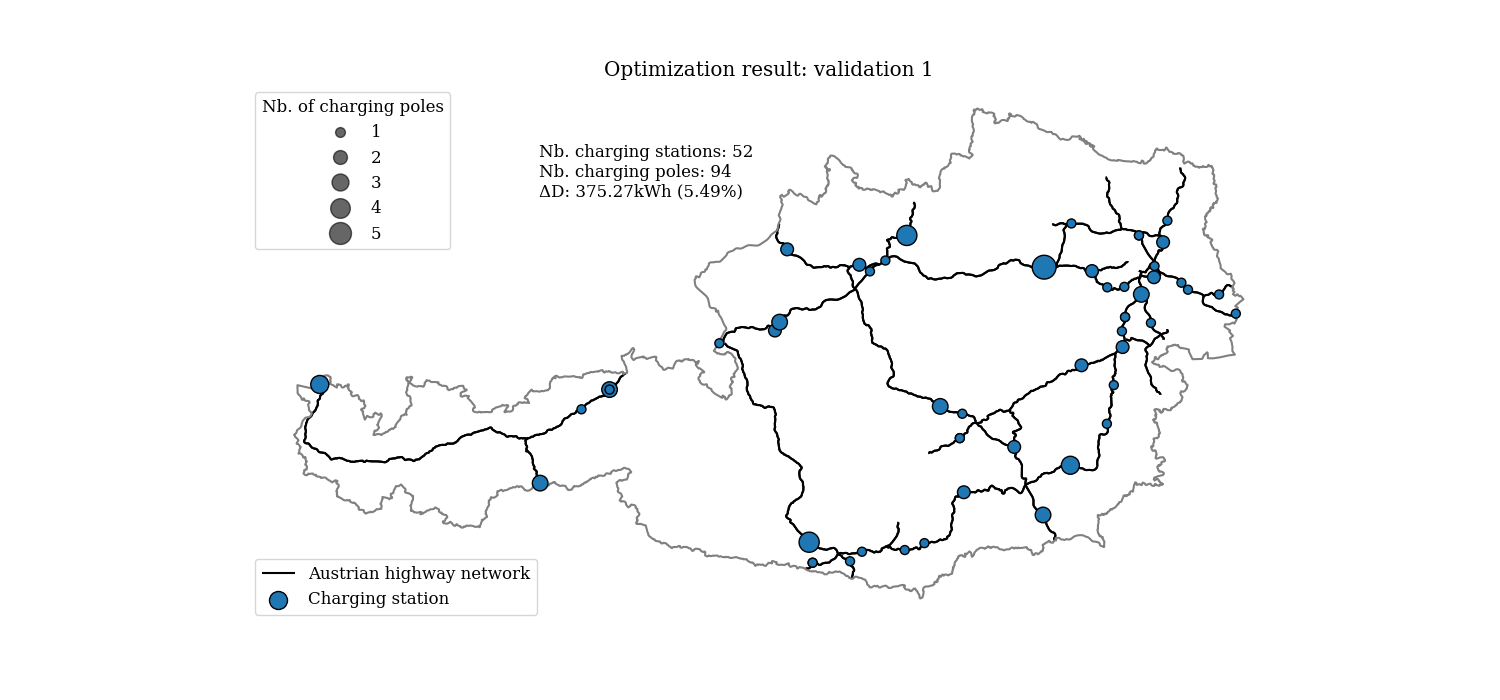 Optimization result: validation 1
Nb. of charging poles
1
2
3
4
5
Nb. charging stations: 52
Nb. charging poles: 94
ΔD: 375.27kWh (5.49%)
Austrian highway network
Charging station